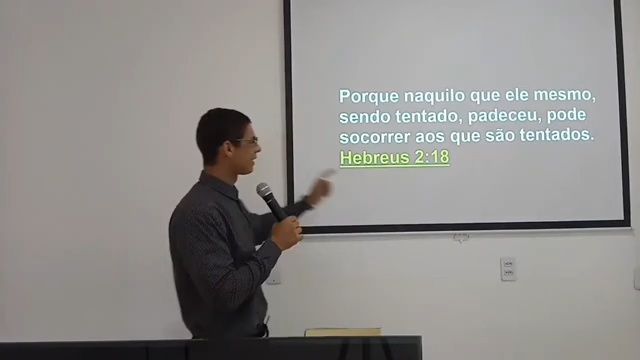 Porque naquilo que ele mesmo,
sendo tentado, padeceu, pode
socorrer aos que são tentados.
Hebreus 2:18